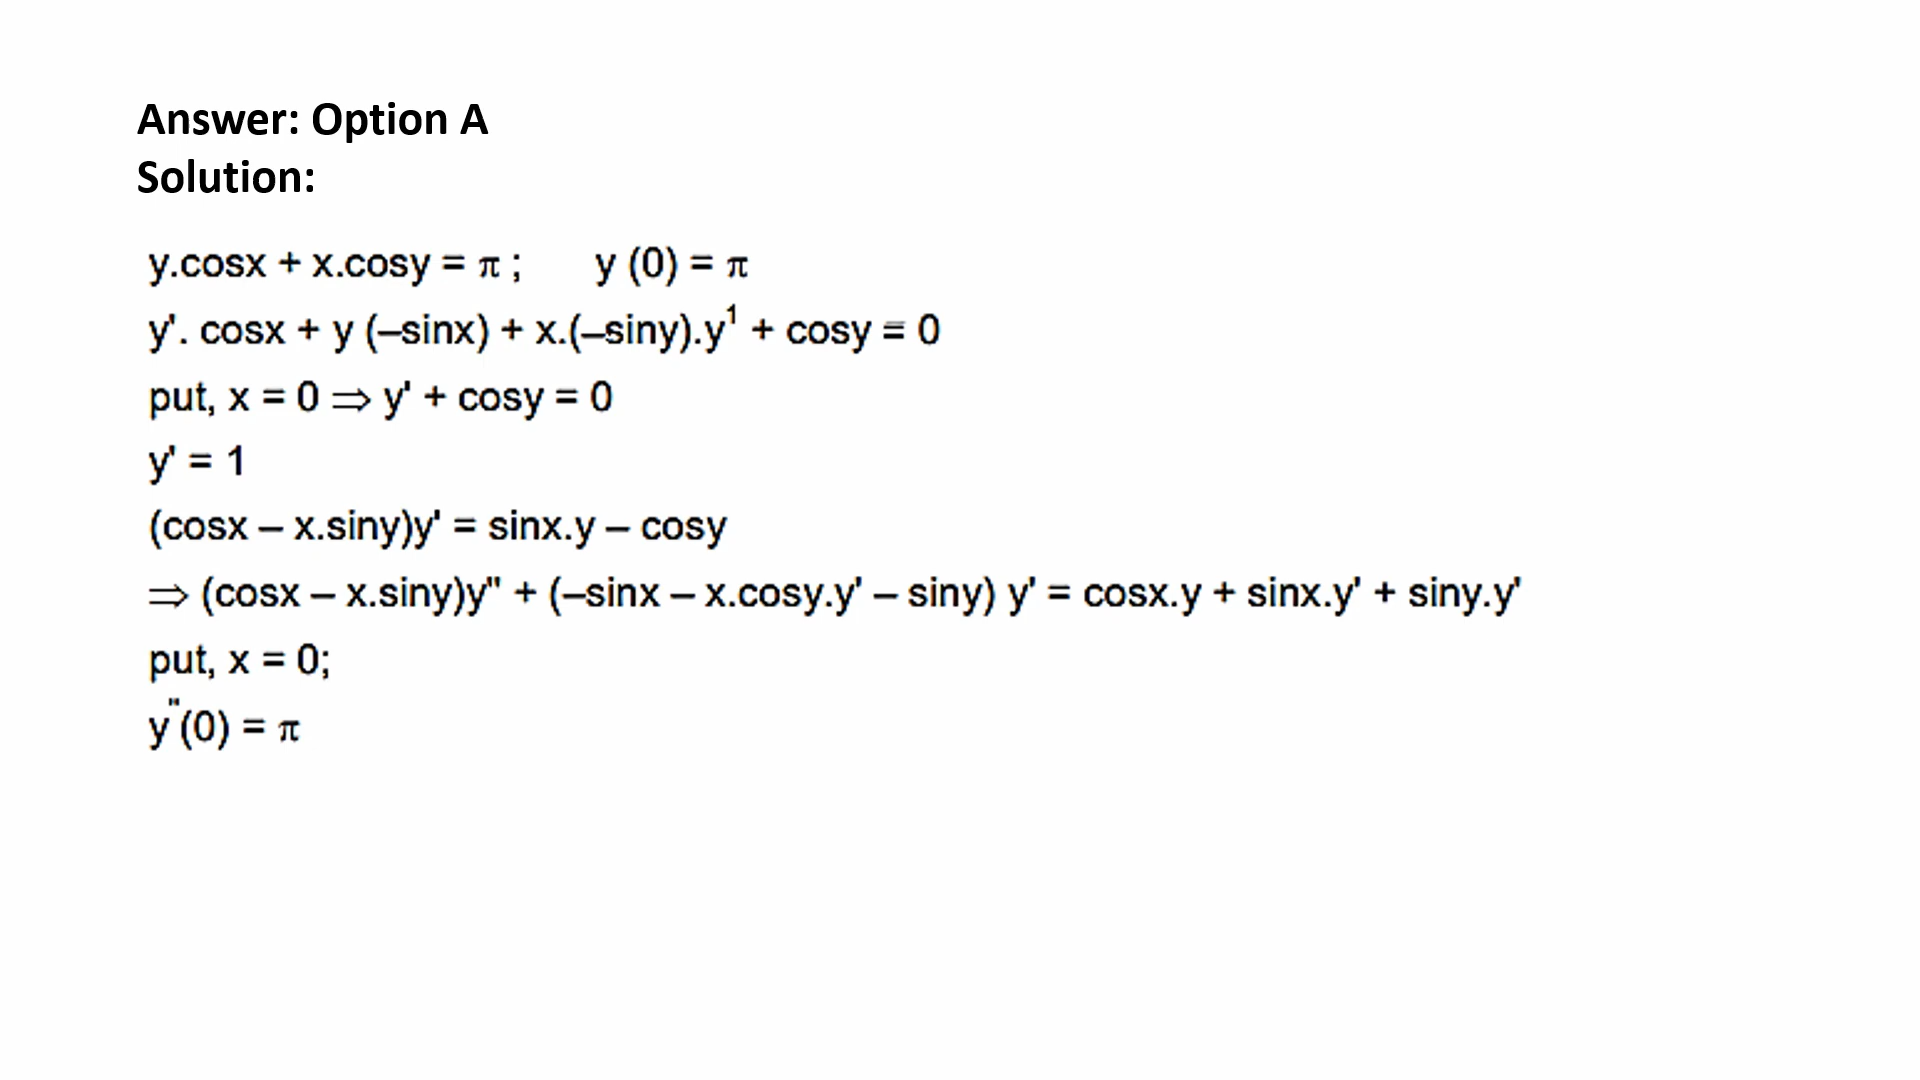 Answer: Option A
Solution:
y.cosx + x.cosy = π ; y (0) = π
y'. cosx + y (–sinx) + x.(–siny).y¹ + cosy = 0
put, x = 0 ⇒ y' + cosy = 0
y' = 1
(cosx – x.siny)y' = sinx.y – cosy
⇒ (cosx – x.siny)y" + (–sinx – x.cosy.y' – siny) y' = cosx.y + sinx.y' + siny.y'
put, x = 0;
y"(0) = π